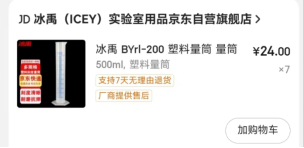 JD 冰禹（ICEY）实验室用品京东自营旗舰店 >
冰禹 BYrl-200 塑料量筒 量筒
¥24.00
500ml, 塑料量筒
×7
支持7天无理由退货
厂商提供售后
加购物车